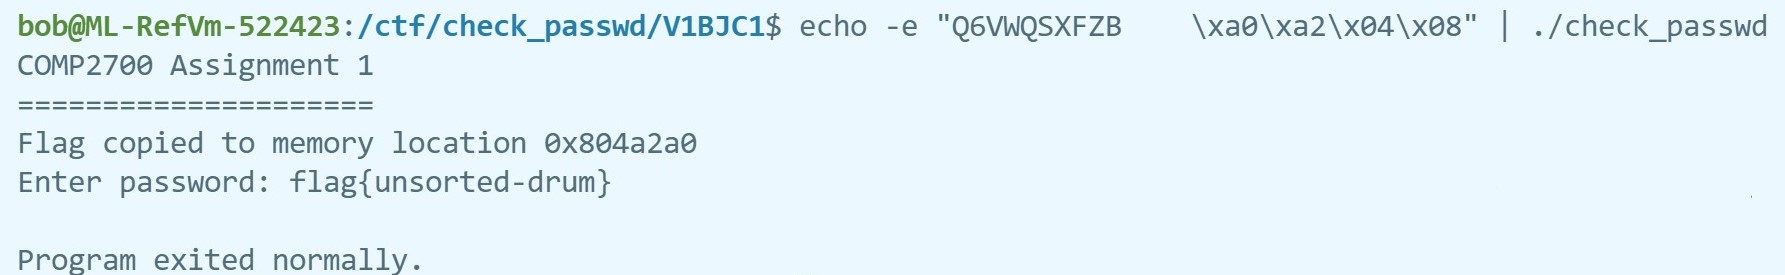 bob@ML-RefVm-522423:/ctf/check_passwd/V1BJC1$ echo -e "Q6VWQSXFZB    \xa0\xa2\x04\x08" | ./check_passwd
COMP2700 Assignment 1
=====================
Flag copied to memory location 0x804a2a0
Enter password: flag{unsorted-drum}
Program exited normally.